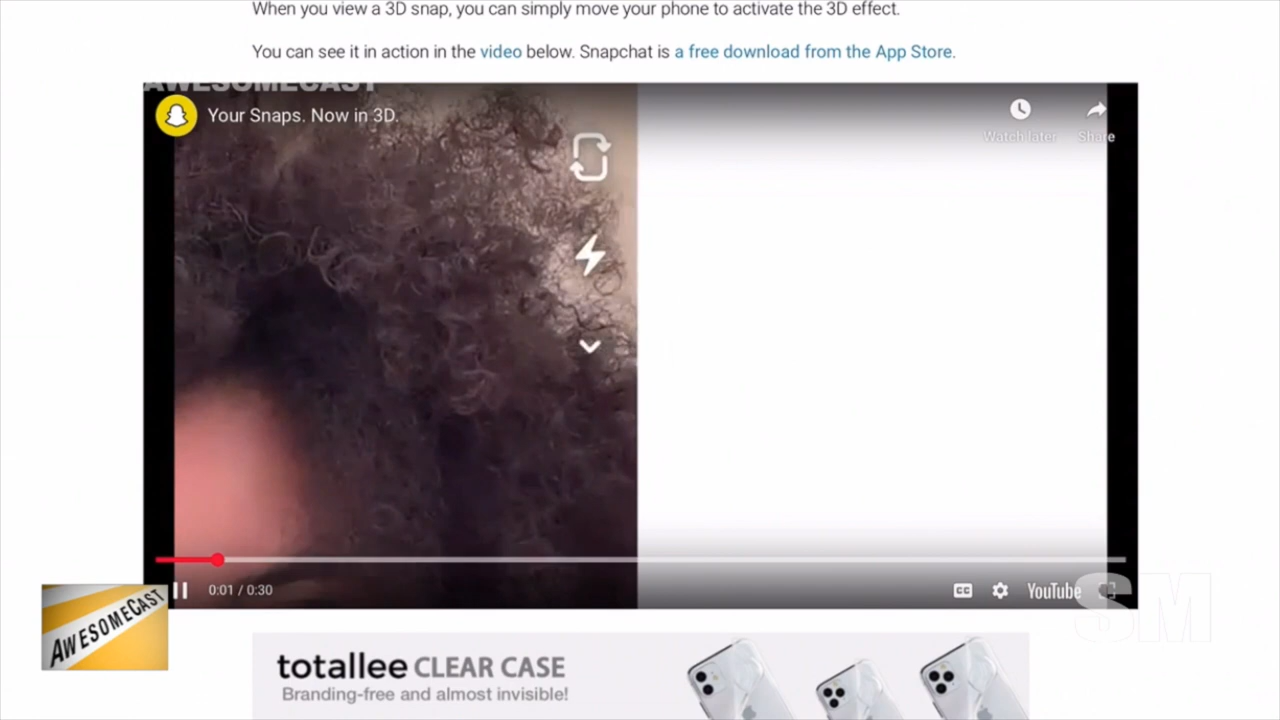 When you view a 3D snap, you can simply move your phone to activate the 3D effect.
You can see it in action in the video below. Snapchat is a free download from the App Store.
AWESOMECAST
Your Snaps. Now in 3D.
Watch later
Share
0:01 / 0:30
CC
YouTube
SM
AWESOMECAST
totallee CLEAR CASE
Branding-free and almost invisible!